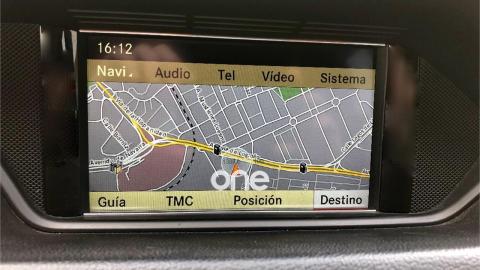 16:12
Navi Audio Tel Vídeo Sistema
one
Guía TMC Posición Destino